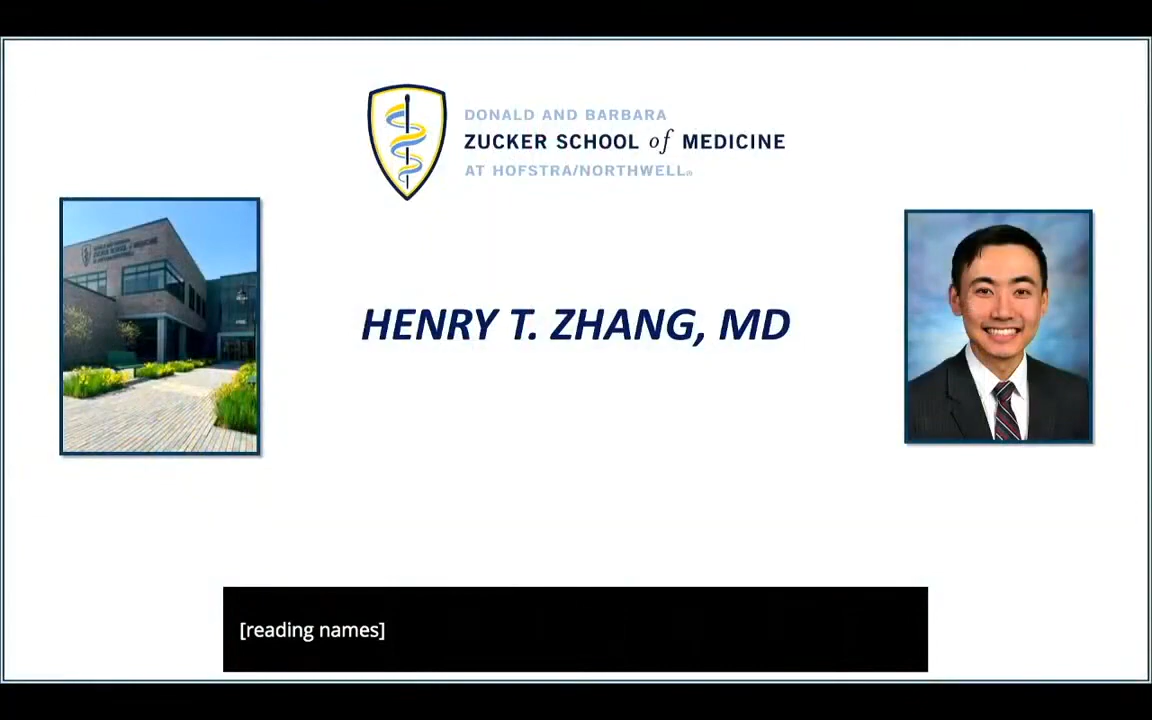 DONALD AND BARBARA
ZUCKER SCHOOL of MEDICINE
AT HOFSTRA/NORTHWELL
HENRY T. ZHANG, MD
[reading names]